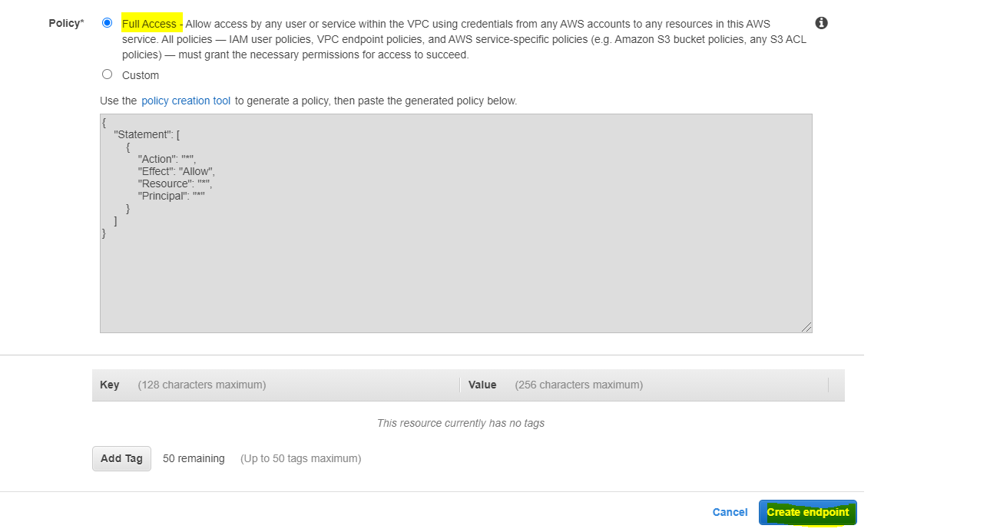 Policy* Full Access - Allow access by any user or service within the VPC using credentials from any AWS accounts to any resources in this AWS
service. All policies — IAM user policies, VPC endpoint policies, and AWS service-specific policies (e.g. Amazon S3 bucket policies, any S3 ACL
policies) — must grant the necessary permissions for access to succeed.
Custom
Use the policy creation tool to generate a policy, then paste the generated policy below.
{
"Statement": [
{
"Action": "*",
"Effect": "Allow",
"Resource": "*",
"Principal": "*"
}
]
}
Key (128 characters maximum) Value (256 characters maximum)
This resource currently has no tags
Add Tag 50 remaining (Up to 50 tags maximum)
Cancel Create endpoint